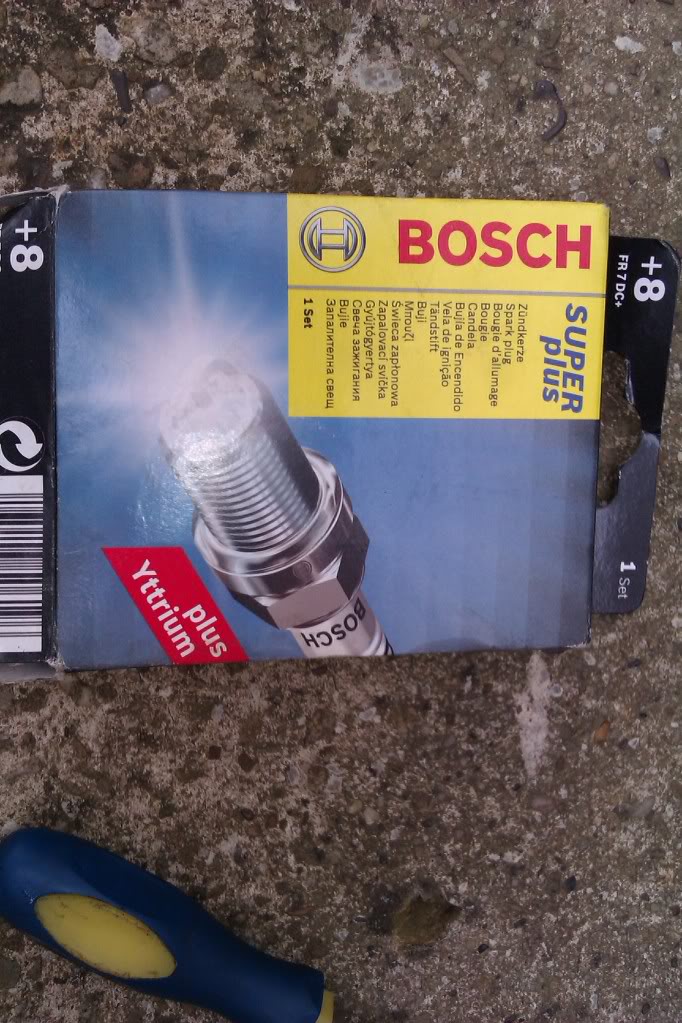 +8
FR 7 DC+
1 Set
BOSCH
SUPER
plus
Zündkerze
Spark plug
Bougie d'allumage
Bougie
Candela
Bujía de Encendido
Vela de ignição
Tändstift
Buji
Μπουζί
Świeca zapłonowa
Zapalovací svíčka
Gyújtógyertya
Свеча зажигания
Bujie
Запалителна свещ
1 Set
BOSCH
plus
Yttrium
+8